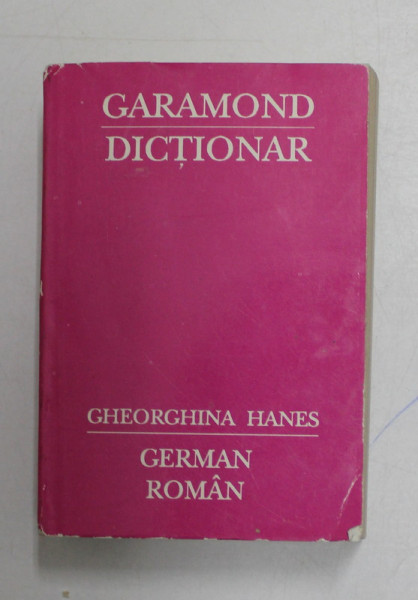 GARAMOND
DICȚIONAR
GHEORGHINA HANES
GERMAN
ROMÂN